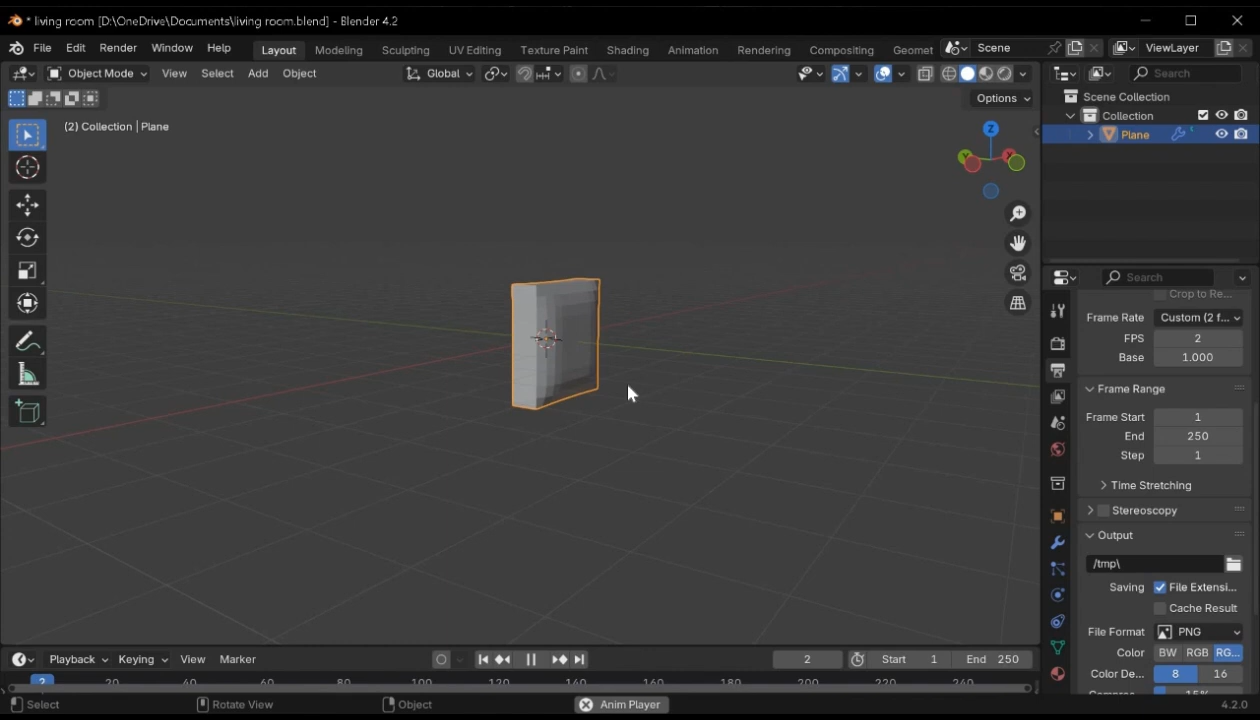 * living room [D:\OneDrive\Documents\living room.blend] - Blender 4.2
File Edit Render Window Help Layout Modeling Sculpting UV Editing Texture Paint Shading Animation Rendering Compositing Geomet Scene ViewLayer
Object Mode View Select Add Object Global Search
Options
Scene Collection
Collection
(2) Collection | Plane
Plane
Z
Y
X
Search
Crop to Re...
Frame Rate Custom (2 f...
FPS 2
Base 1.000
Frame Range
Frame Start 1
End 250
Step 1
Time Stretching
Stereoscopy
Output
/tmp\
Saving File Extensi...
Cache Result
File Format PNG
Color BW RGB RG...
Color De... 8 16
Compres... 15%
Playback Keying View Marker 2 Start 1 End 250
2 20 40 60 80 100 120 140 160 180 200 220 240
Select Rotate View Object Anim Player 4.2.0